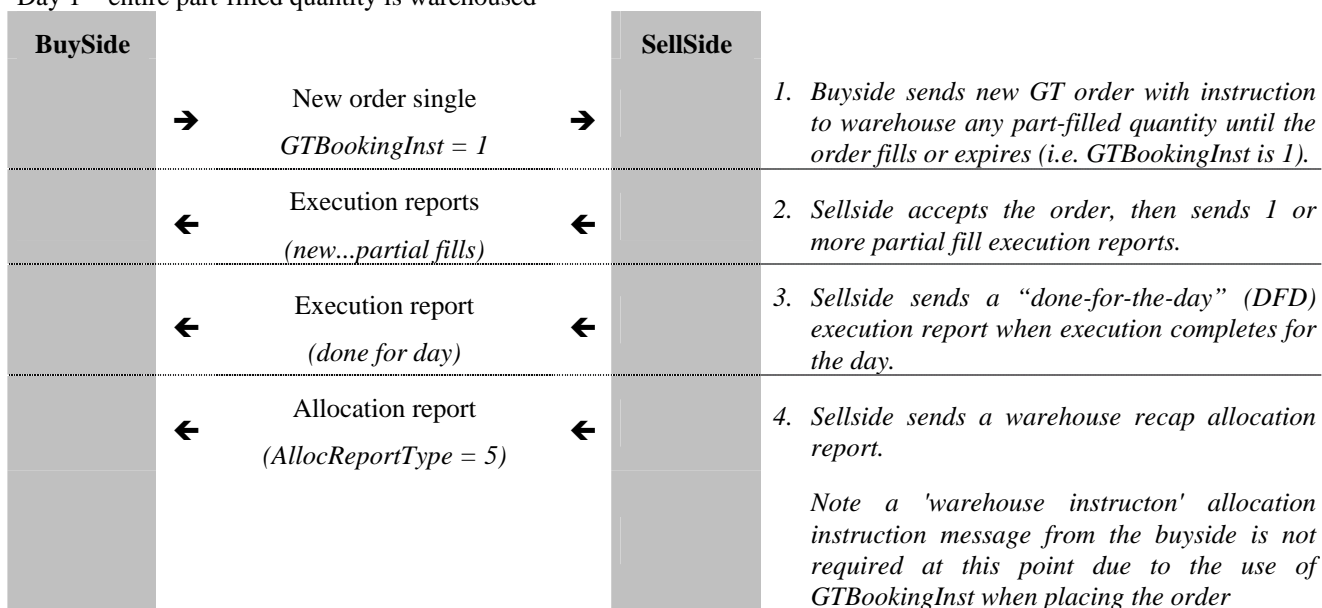 Day 1 – entire part-filled quantity is warehoused
BuySide
SellSide
➔
New order single
GTBookingInst = 1
➔
1. Buyside sends new GT order with instruction
to warehouse any part-filled quantity until the
order fills or expires (i.e. GTBookingInst is 1).
🡨
Execution reports
(new...partial fills)
🡨
2. Sellside accepts the order, then sends 1 or
more partial fill execution reports.
🡨
Execution report
(done for day)
🡨
3. Sellside sends a “done-for-the-day” (DFD)
execution report when execution completes for
the day.
🡨
Allocation report
(AllocReportType = 5)
🡨
4. Sellside sends a warehouse recap allocation
report.
Note a 'warehouse instructon' allocation
instruction message from the buyside is not
required at this point due to the use of
GTBookingInst when placing the order